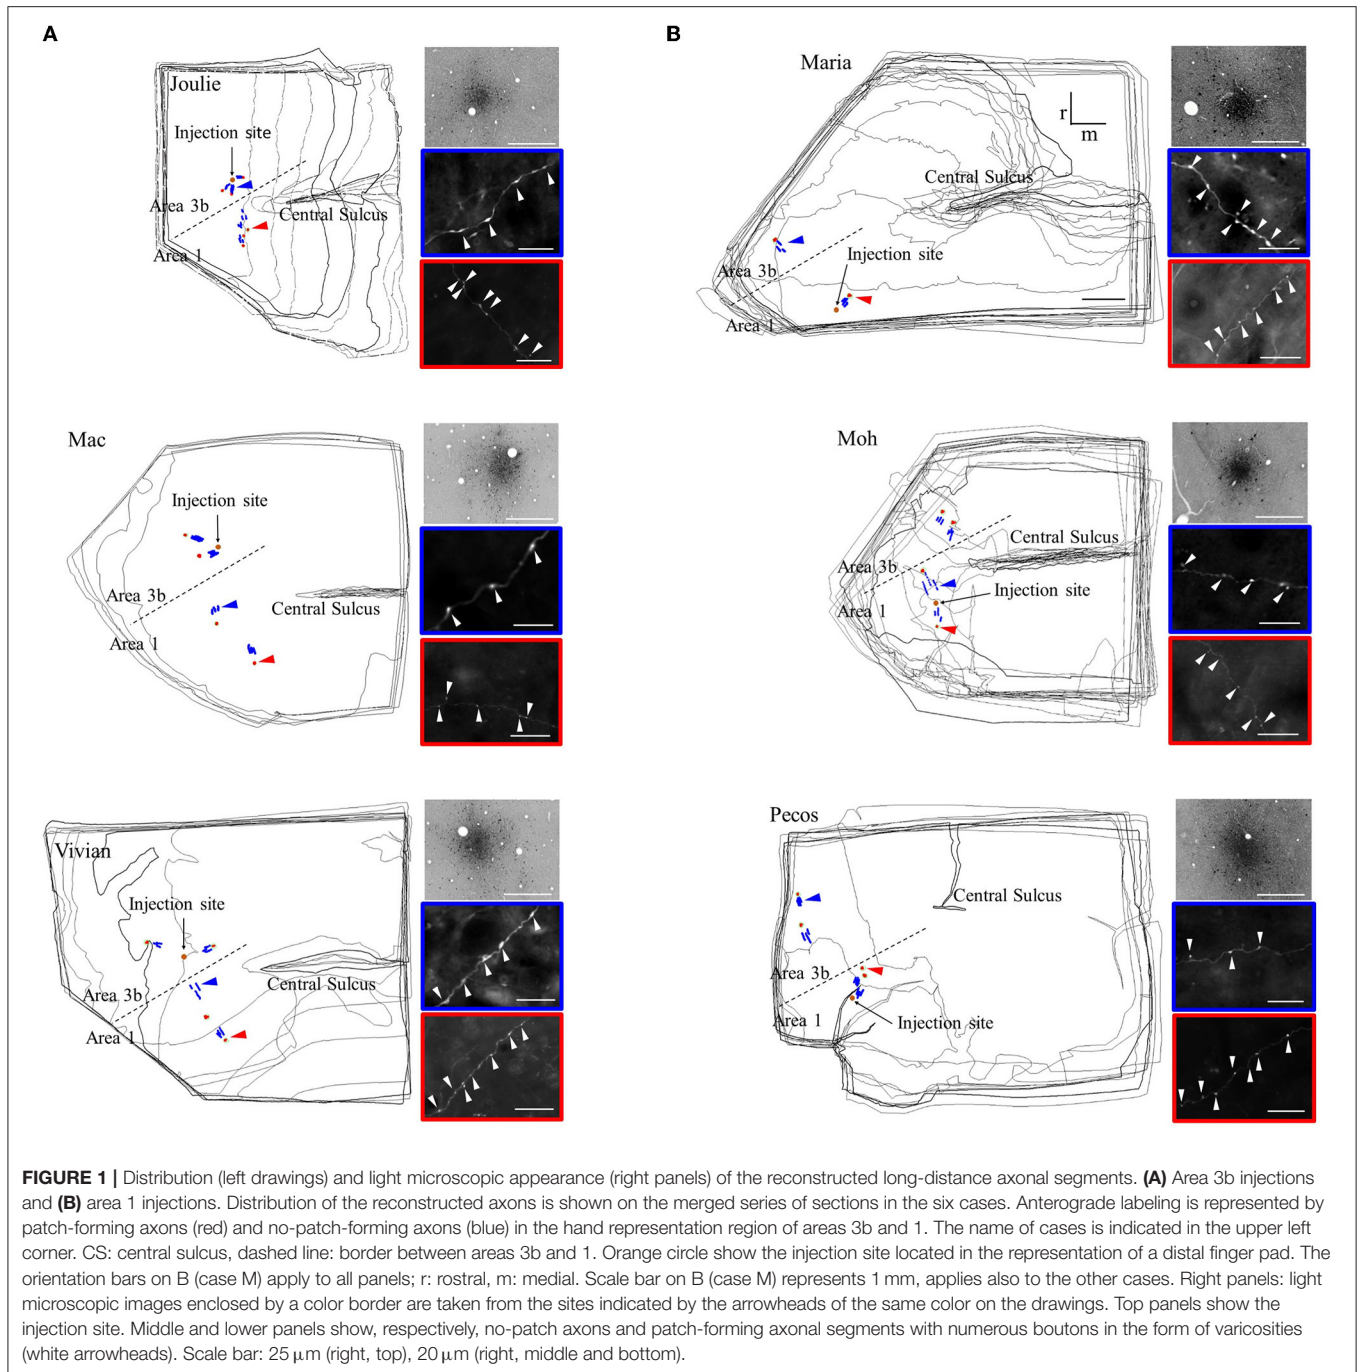 A
B
Joulie
Injection site
Area 3b
Central Sulcus
Area 1
Maria
r
m
Central Sulcus
Area 3b
Injection site
Area 1
Mac
Injection site
Area 3b
Central Sulcus
Area 1
Moh
Central Sulcus
Area 3b
Injection site
Area 1
Vivian
Injection site
Central Sulcus
Area 3b
Area 1
Pecos
Central Sulcus
Area 3b
Area 1
Injection site
FIGURE 1 | Distribution (left drawings) and light microscopic appearance (right panels) of the reconstructed long-distance axonal segments. (A) Area 3b injections
and (B) area 1 injections. Distribution of the reconstructed axons is shown on the merged series of sections in the six cases. Anterograde labeling is represented by
patch-forming axons (red) and no-patch-forming axons (blue) in the hand representation region of areas 3b and 1. The name of cases is indicated in the upper left
corner. CS: central sulcus, dashed line: border between areas 3b and 1. Orange circle show the injection site located in the representation of a distal finger pad. The
orientation bars on B (case M) apply to all panels; r: rostral, m: medial. Scale bar on B (case M) represents 1 mm, applies also to the other cases. Right panels: light
microscopic images enclosed by a color border are taken from the sites indicated by the arrowheads of the same color on the drawings. Top panels show the
injection site. Middle and lower panels show, respectively, no-patch axons and patch-forming axonal segments with numerous boutons in the form of varicosities
(white arrowheads). Scale bar: 25 μm (right, top), 20 μm (right, middle and bottom).